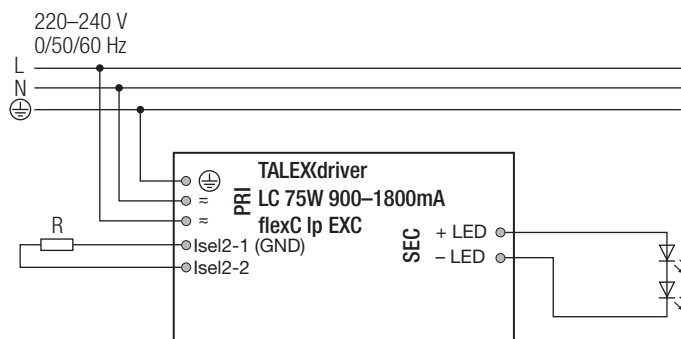 220–240 V
0/50/60 Hz
L
N
TALEXdriver
LC 75W 900–1800mA
flexC lp EXC
PRI
≂
≂
R
Isel2-1 (GND)
Isel2-2
SEC
+ LED
– LED